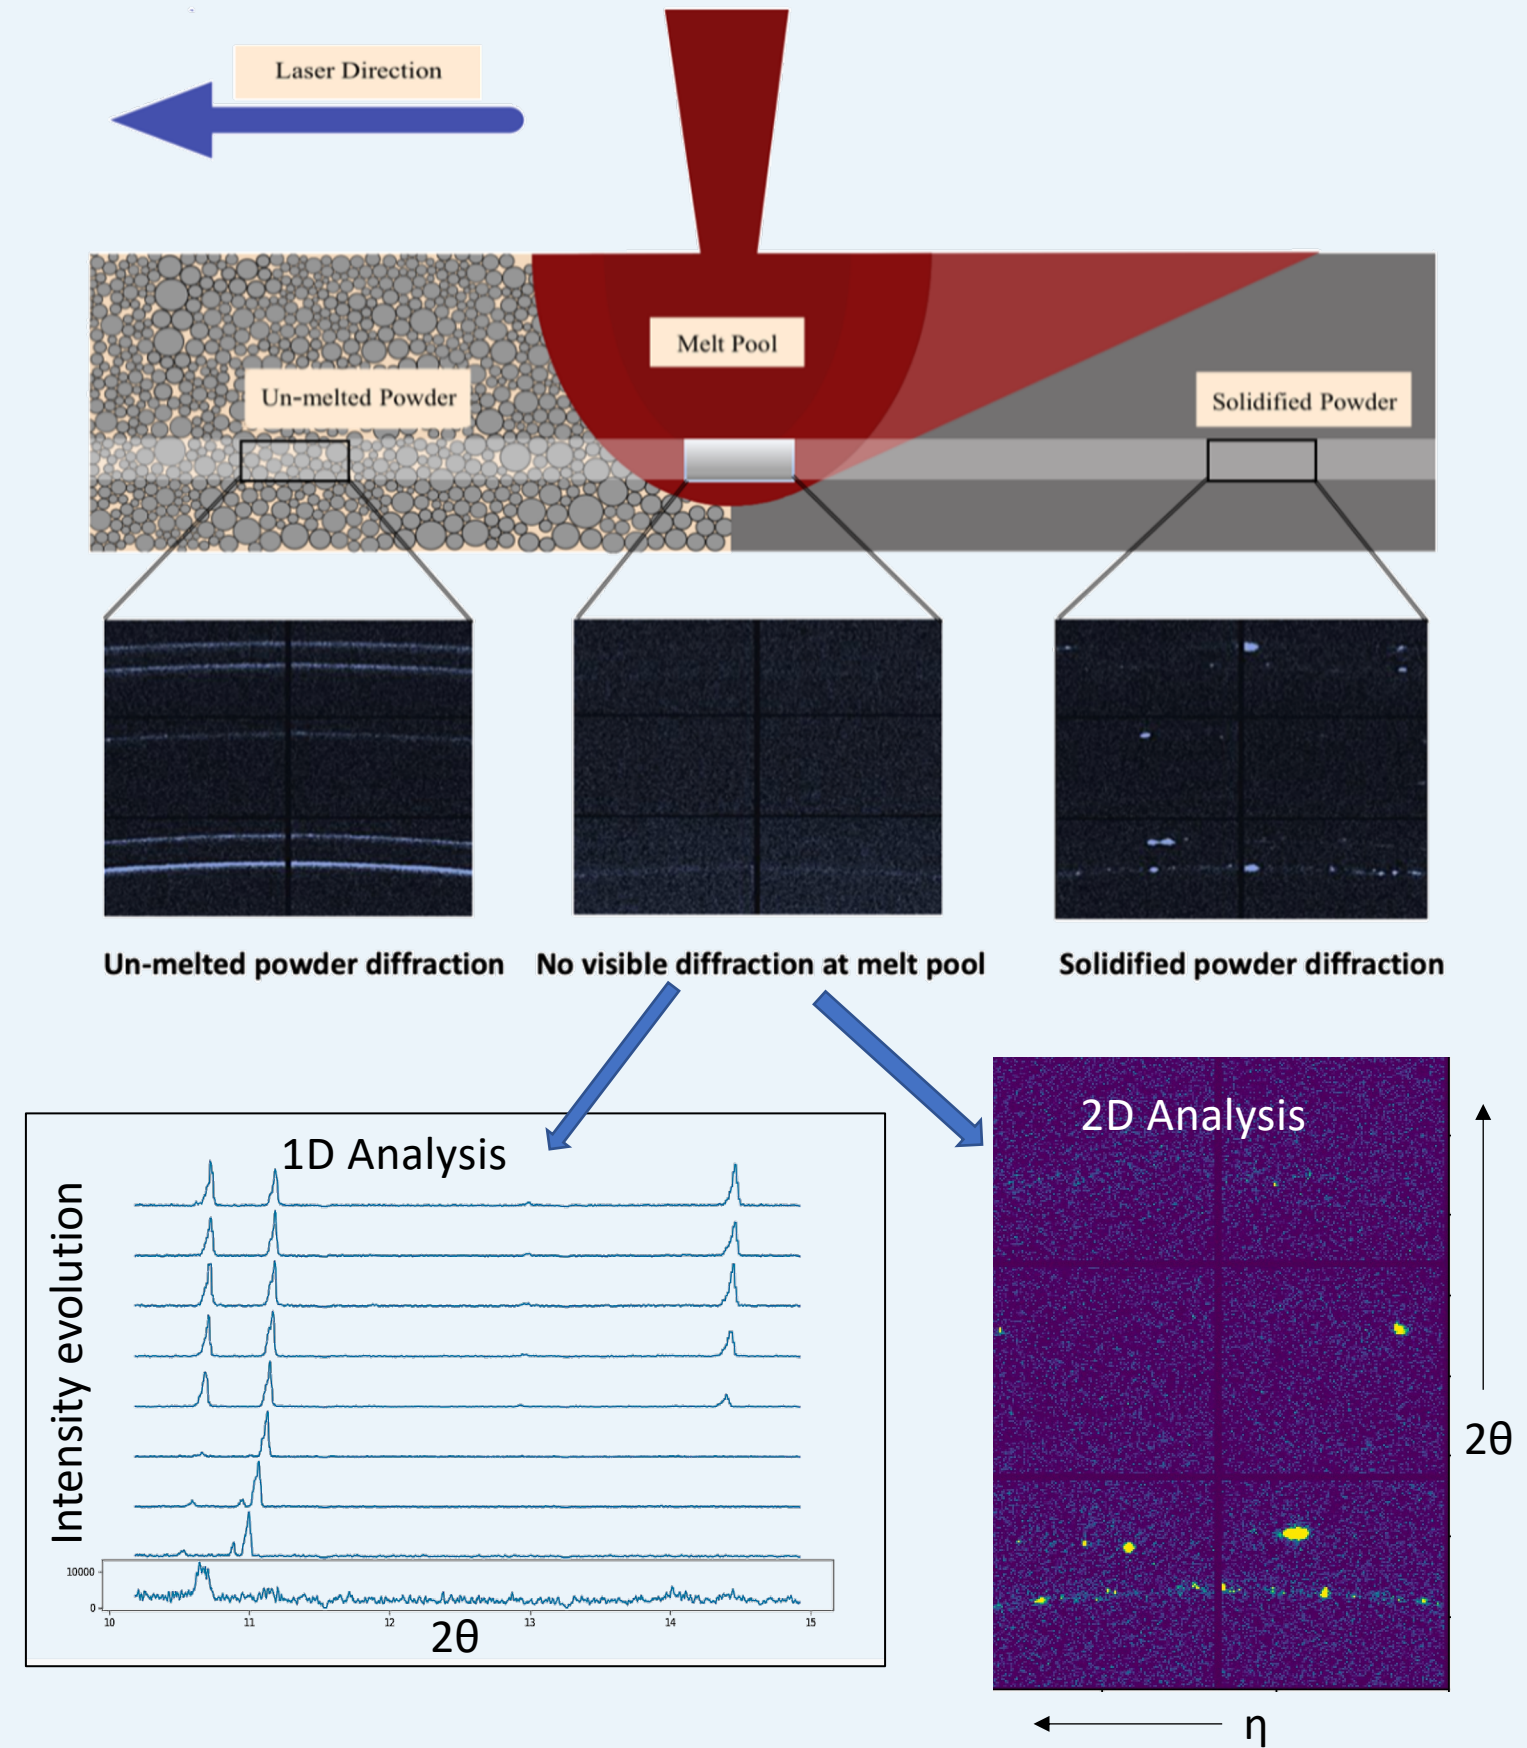 Laser Direction
Melt Pool
Un-melted Powder
Solidified Powder
Un-melted powder diffraction
No visible diffraction at melt pool
Solidified powder diffraction
1D Analysis
Intensity evolution
10000
0
10 11 12 13 14 15
2θ
2D Analysis
2θ
η